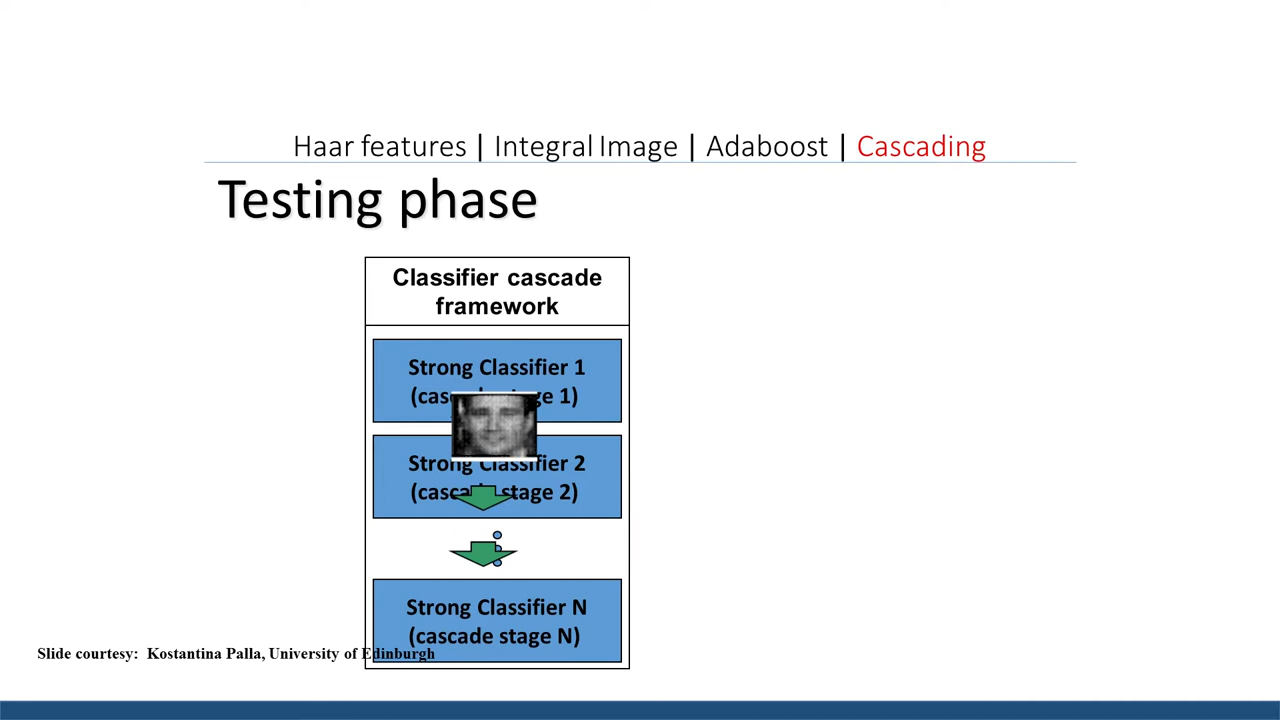 Haar features | Integral Image | Adaboost | Cascading
Testing phase
Classifier cascade
framework
Strong Classifier 1
(cascade stage 1)
Strong Classifier 2
(cascade stage 2)
Strong Classifier N
(cascade stage N)
Slide courtesy: Kostantina Palla, University of Edinburgh